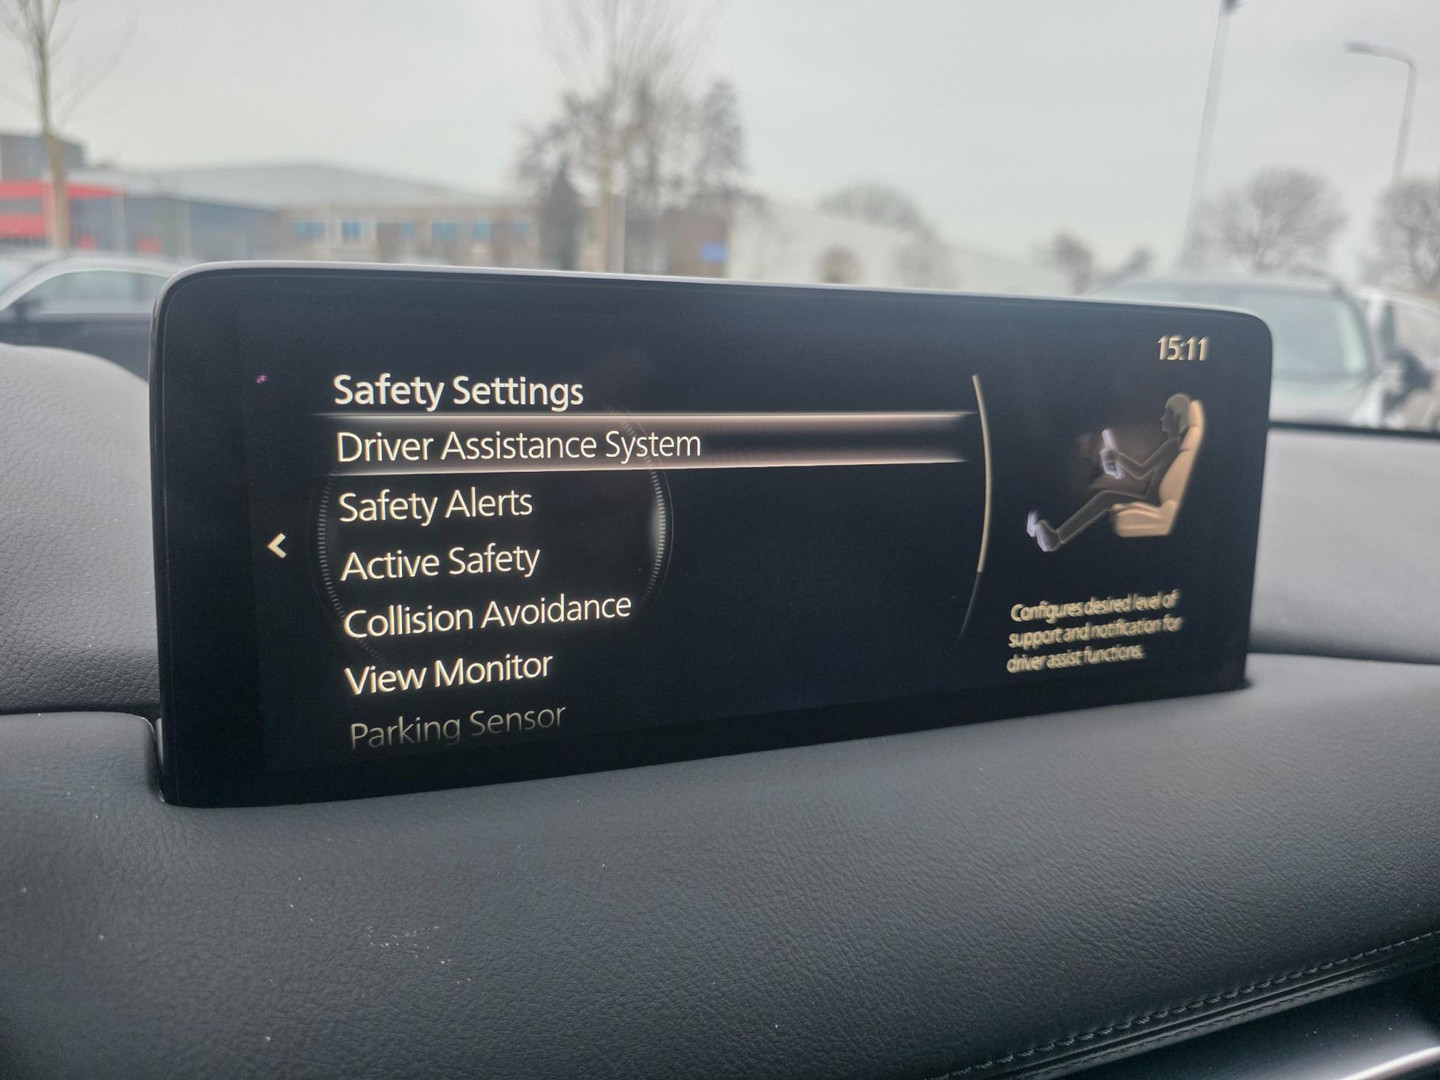 15:11
Safety Settings
Driver Assistance System
Safety Alerts
Active Safety
Collision Avoidance
View Monitor
Parking Sensor
Configures desired level of
support and notification for
driver assist functions.